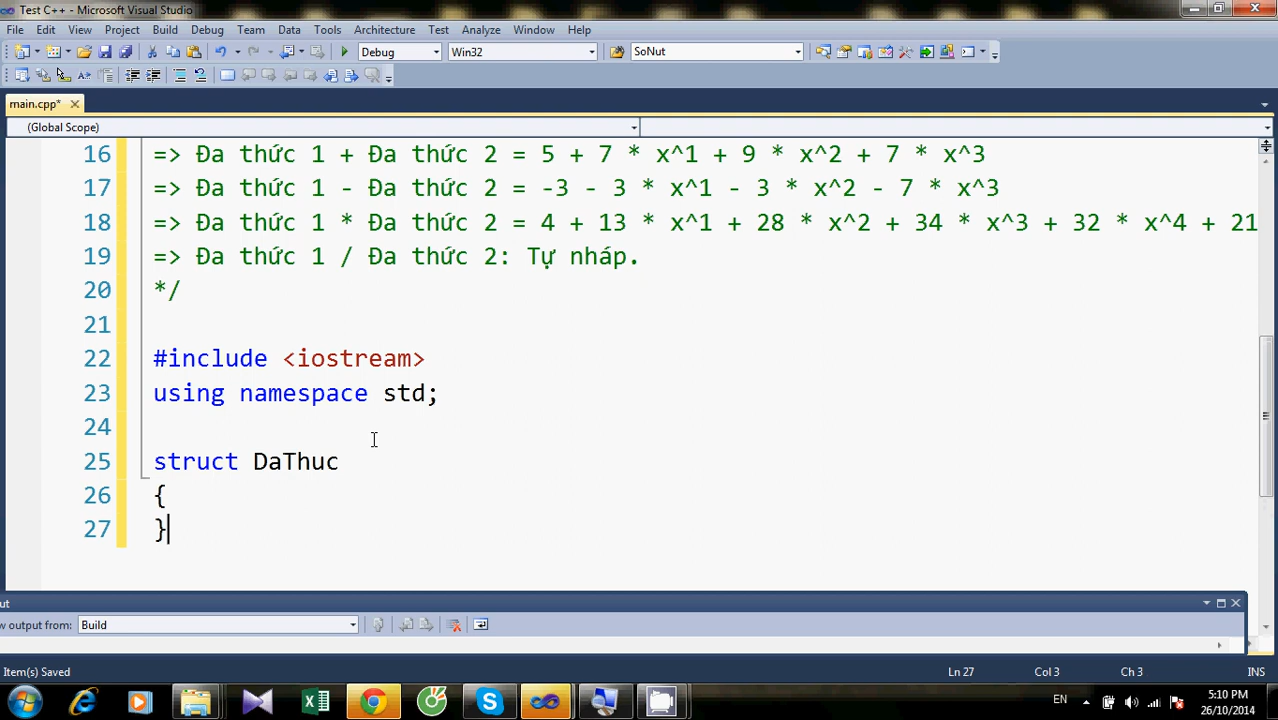 Test C++ - Microsoft Visual Studio
File Edit View Project Build Debug Team Data Tools Architecture Test Analyze Window Help
Debug Win32 SoNut
main.cpp*
(Global Scope)
16 => Đa thức 1 + Đa thức 2 = 5 + 7 * x^1 + 9 * x^2 + 7 * x^3
17 => Đa thức 1 - Đa thức 2 = -3 - 3 * x^1 - 3 * x^2 - 7 * x^3
18 => Đa thức 1 * Đa thức 2 = 4 + 13 * x^1 + 28 * x^2 + 34 * x^3 + 32 * x^4 + 21
19 => Đa thức 1 / Đa thức 2: Tự nháp.
20 */
21
22 #include <iostream>
23 using namespace std;
24
25 struct DaThuc
26 {
27 }
ut
w output from: Build
Item(s) Saved Ln 27 Col 3 Ch 3 INS
EN 5:10 PM
26/10/2014